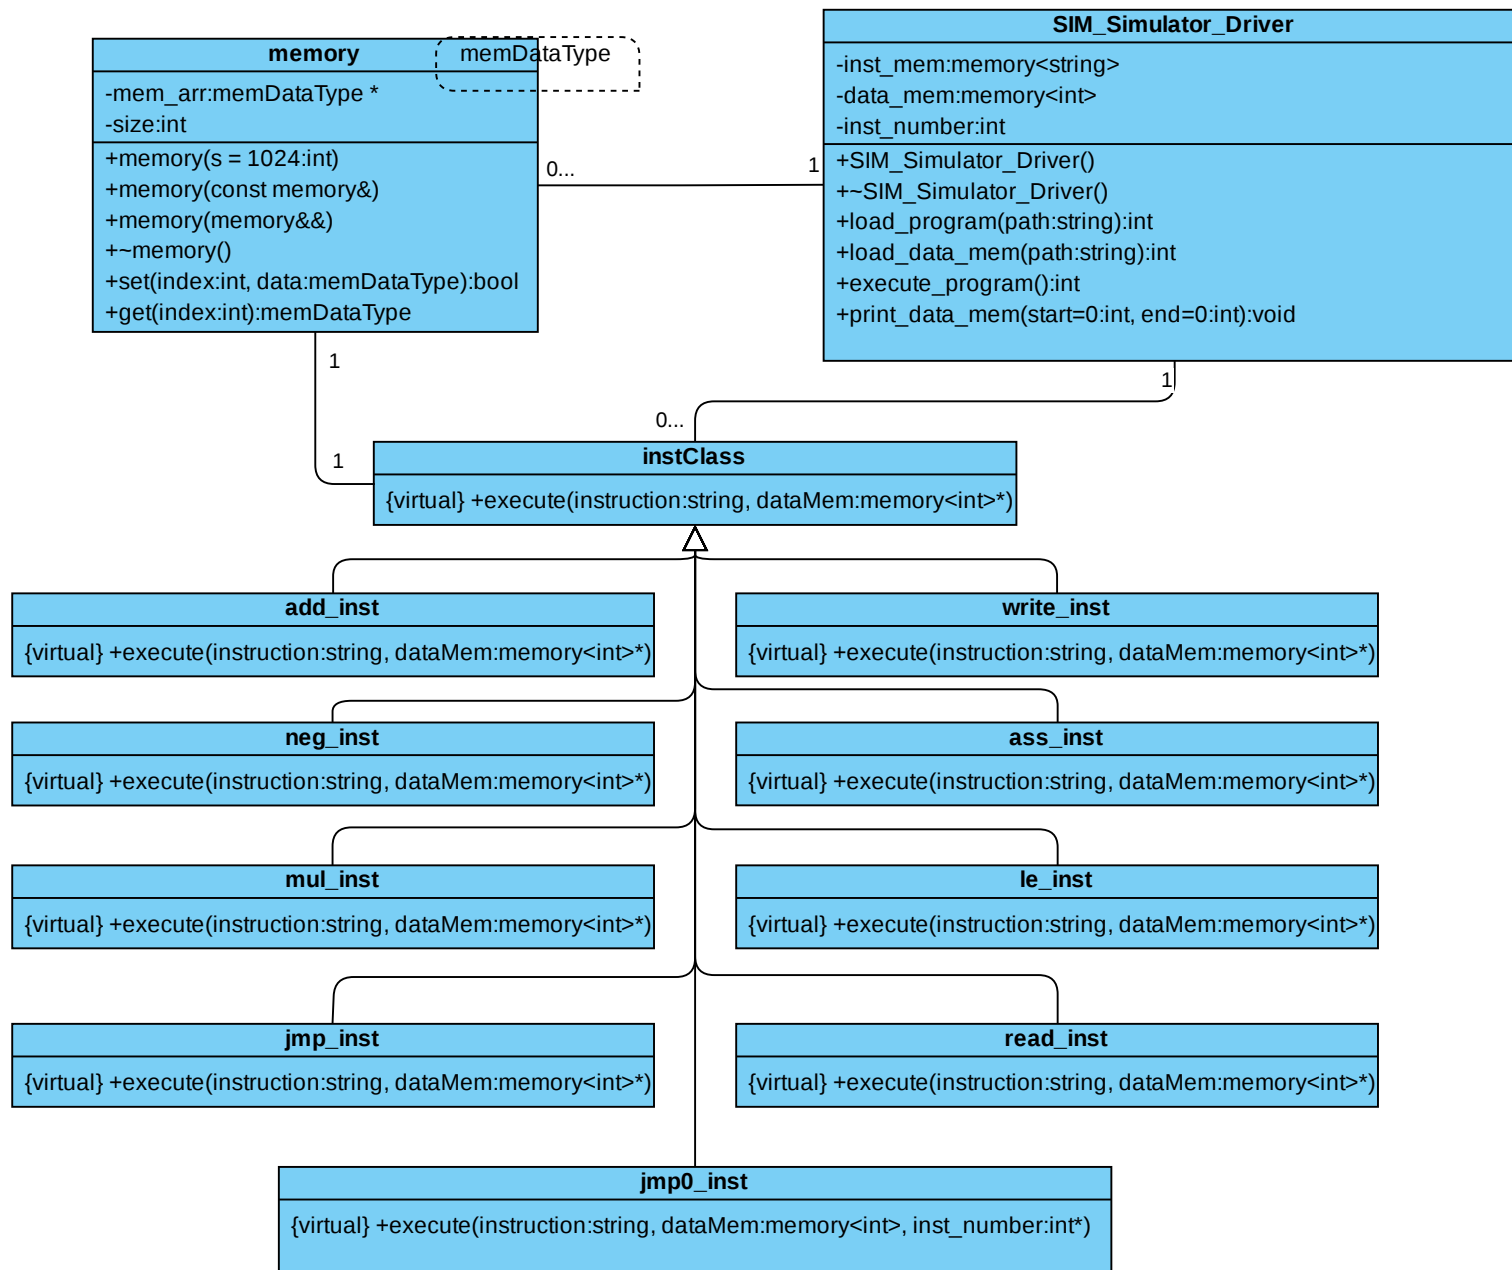 memory
memDataType
-mem_arr:memDataType *
-size:int
+memory(s = 1024:int)
+memory(const memory&)
+memory(memory&&)
+~memory()
+set(index:int, data:memDataType):bool
+get(index:int):memDataType
SIM_Simulator_Driver
-inst_mem:memory<string>
-data_mem:memory<int>
-inst_number:int
+SIM_Simulator_Driver()
+~SIM_Simulator_Driver()
+load_program(path:string):int
+load_data_mem(path:string):int
+execute_program():int
+print_data_mem(start=0:int, end=0:int):void
0...
1
1
1
0...
1
instClass
{virtual} +execute(instruction:string, dataMem:memory<int>*)
add_inst
{virtual} +execute(instruction:string, dataMem:memory<int>*)
write_inst
{virtual} +execute(instruction:string, dataMem:memory<int>*)
neg_inst
{virtual} +execute(instruction:string, dataMem:memory<int>*)
ass_inst
{virtual} +execute(instruction:string, dataMem:memory<int>*)
mul_inst
{virtual} +execute(instruction:string, dataMem:memory<int>*)
le_inst
{virtual} +execute(instruction:string, dataMem:memory<int>*)
jmp_inst
{virtual} +execute(instruction:string, dataMem:memory<int>*)
read_inst
{virtual} +execute(instruction:string, dataMem:memory<int>*)
jmp0_inst
{virtual} +execute(instruction:string, dataMem:memory<int>, inst_number:int*)